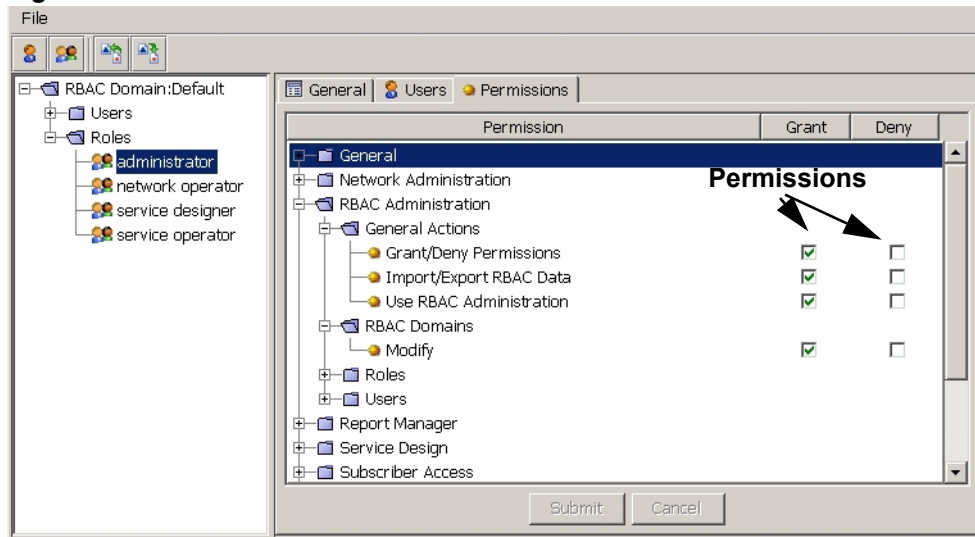 File
RBAC Domain:Default
Users
Roles
administrator
network operator
service designer
service operator
General Users Permissions
Permission Grant Deny
General
Network Administration
Permissions
RBAC Administration
General Actions
Grant/Deny Permissions
Import/Export RBAC Data
Use RBAC Administration
RBAC Domains
Modify
Roles
Users
Report Manager
Service Design
Subscriber Access
Submit Cancel